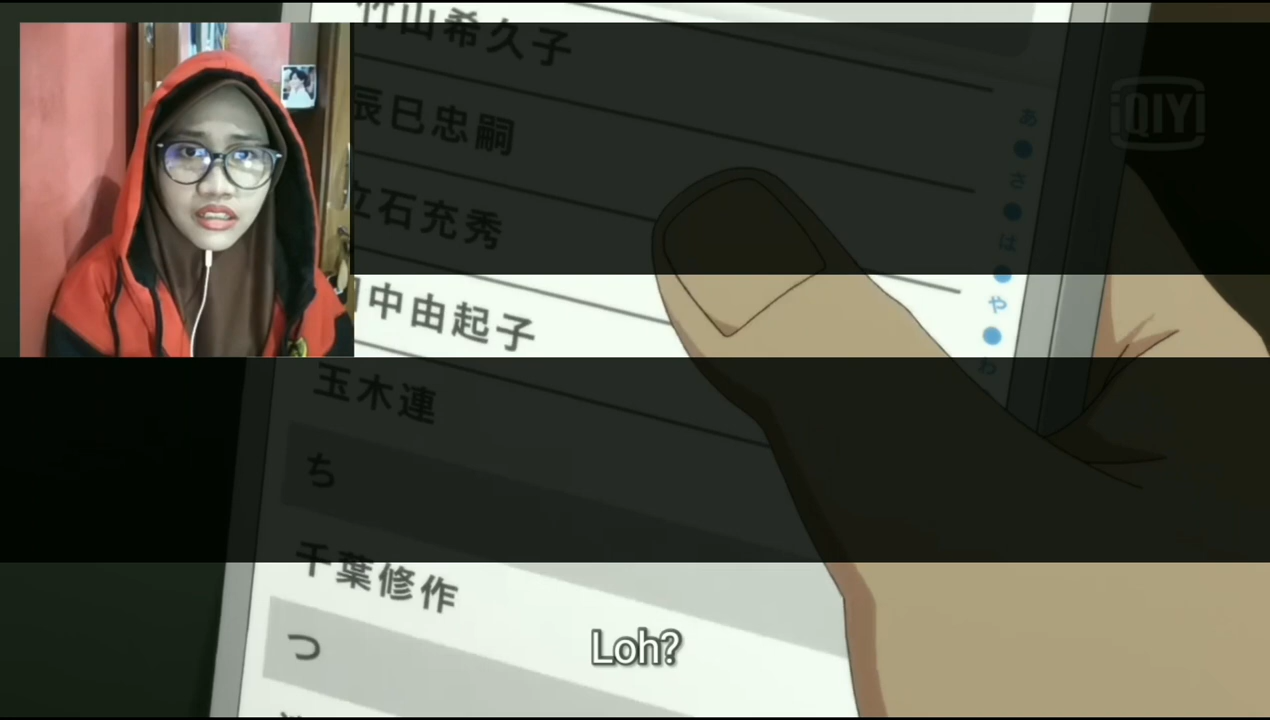 竹山希久子
辰巳忠嗣
立石充秀
中由起子
玉木連
ち
千葉修作
つ
あ
さ
は
や
わ
iQIYI
Loh?